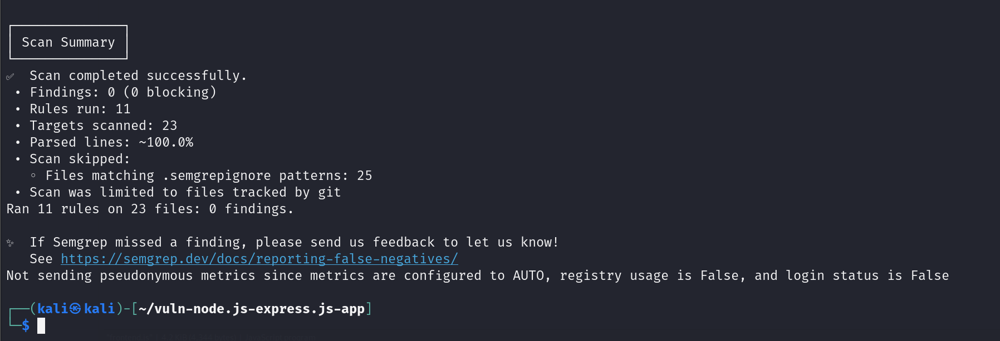 Scan Summary
✅ Scan completed successfully.
• Findings: 0 (0 blocking)
• Rules run: 11
• Targets scanned: 23
• Parsed lines: ~100.0%
• Scan skipped:
◦ Files matching .semgrepignore patterns: 25
• Scan was limited to files tracked by git
Ran 11 rules on 23 files: 0 findings.
✨ If Semgrep missed a finding, please send us feedback to let us know!
See https://semgrep.dev/docs/reporting-false-negatives/
Not sending pseudonymous metrics since metrics are configured to AUTO, registry usage is False, and login status is False
┌──(kali㉿kali)-[~/vuln-node.js-express.js-app]
└─$